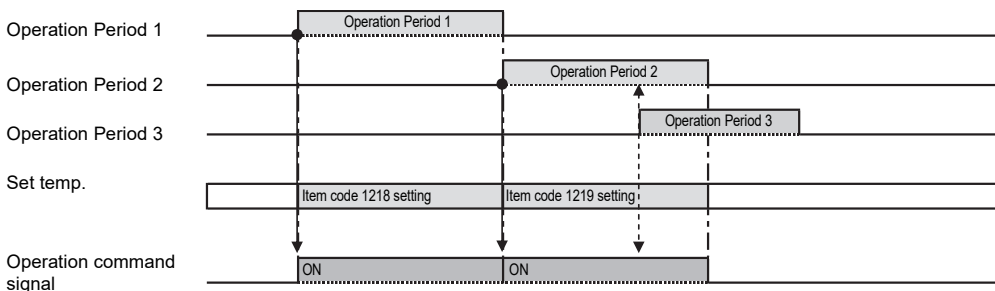 Operation Period 1
Operation Period 1
Operation Period 2
Operation Period 2
Operation Period 3
Operation Period 3
Set temp.
Item code 1218 setting
Item code 1219 setting
Operation command
signal
ON
ON